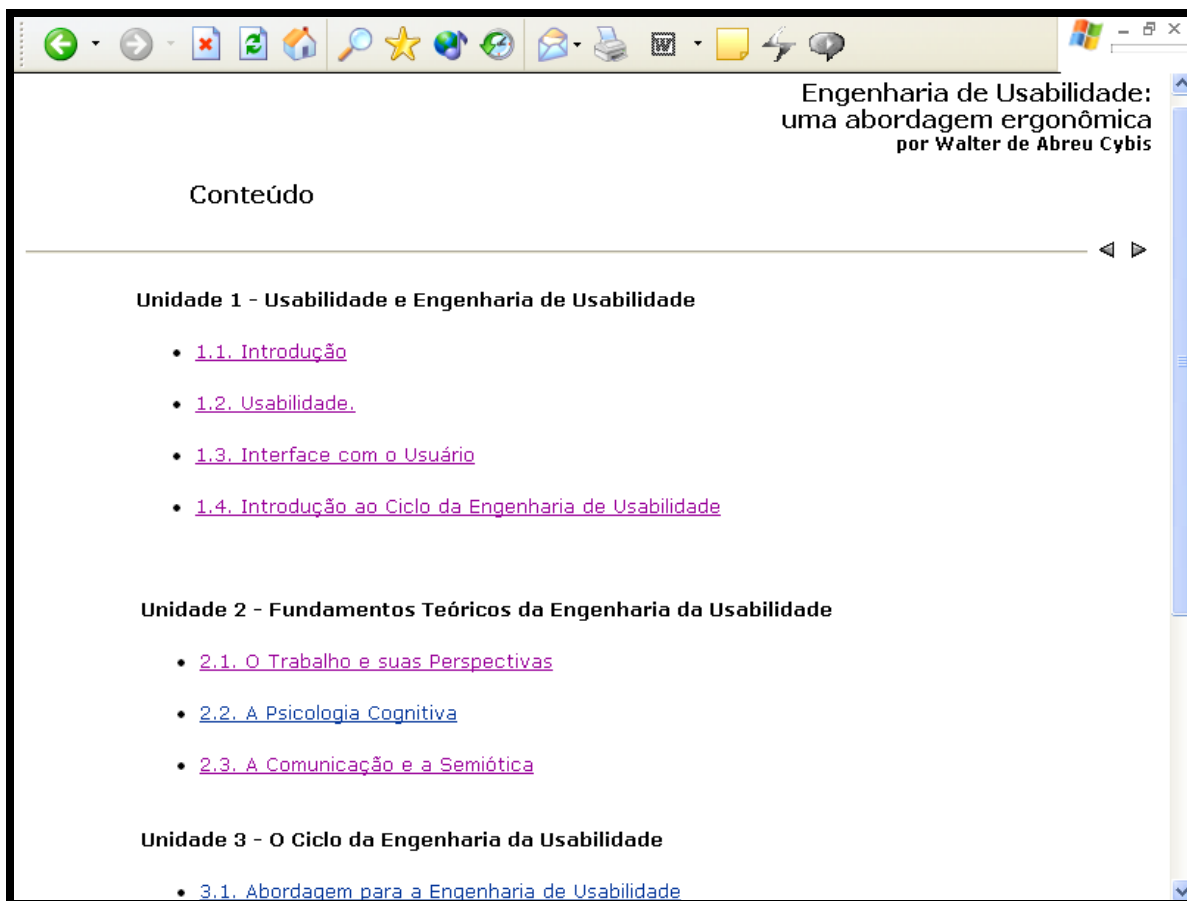 Engenharia de Usabilidade:
uma abordagem ergonômica
por Walter de Abreu Cybis
Conteúdo
Unidade 1 - Usabilidade e Engenharia de Usabilidade
• 1.1. Introdução
• 1.2. Usabilidade.
• 1.3. Interface com o Usuário
• 1.4. Introdução ao Ciclo da Engenharia de Usabilidade
Unidade 2 - Fundamentos Teóricos da Engenharia da Usabilidade
• 2.1. O Trabalho e suas Perspectivas
• 2.2. A Psicologia Cognitiva
• 2.3. A Comunicação e a Semiótica
Unidade 3 - O Ciclo da Engenharia da Usabilidade
• 3.1. Abordagem para a Engenharia de Usabilidade